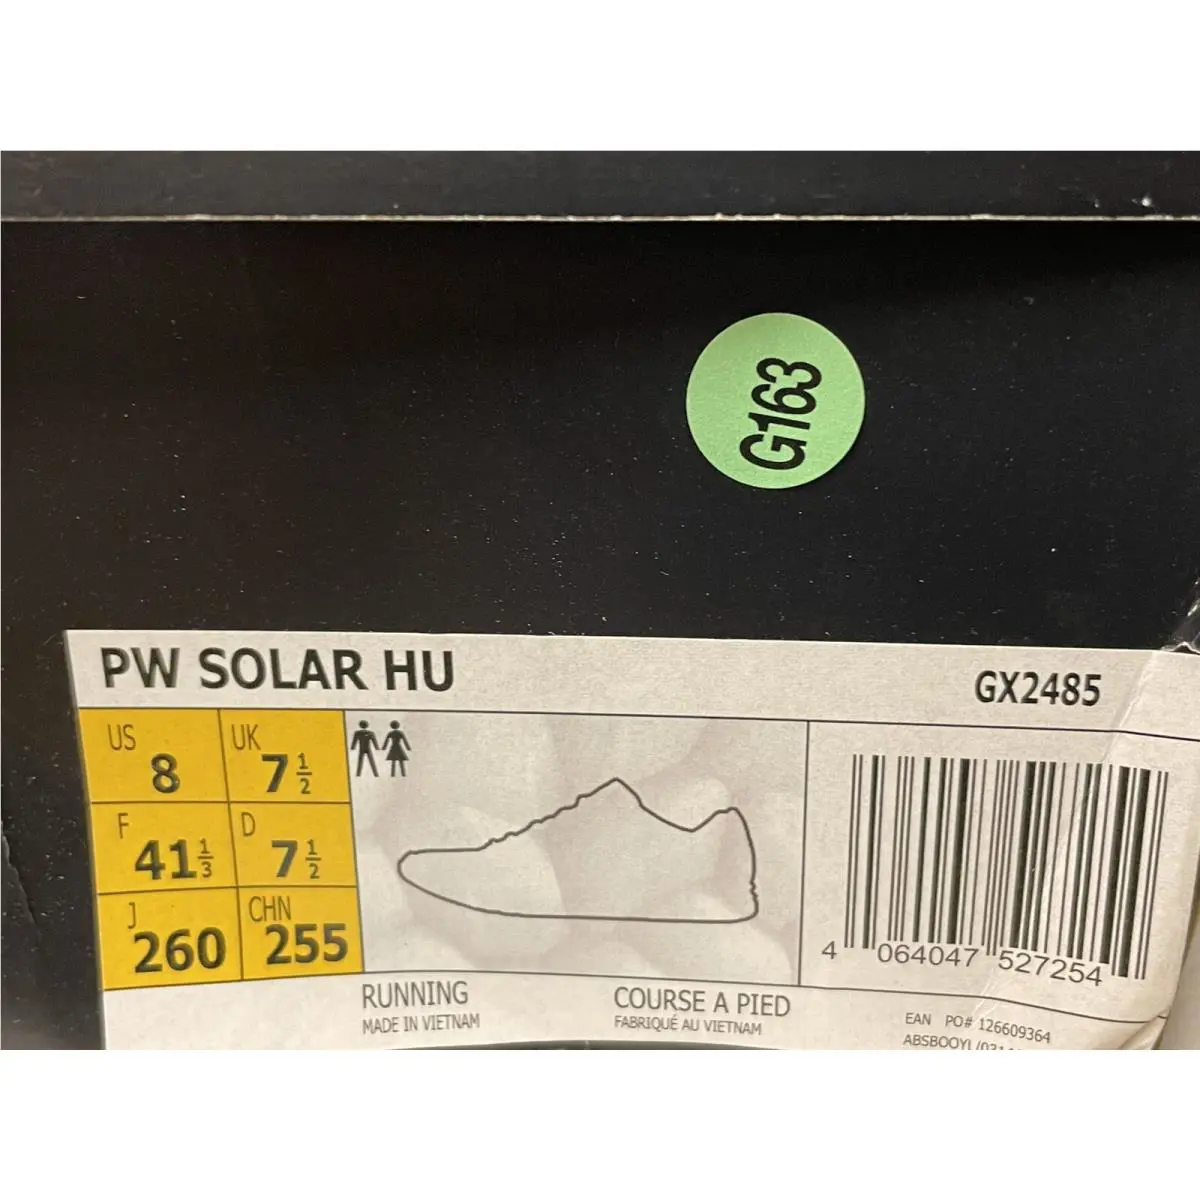 G163
PW SOLAR HU
GX2485
US 8 UK 7 1/2
F 41 1/3 D 7 1/2
J 260 CHN 255
4 064047 527254
RUNNING
MADE IN VIETNAM
COURSE A PIED
FABRIQUÉ AU VIETNAM
EAN PO# 126609364